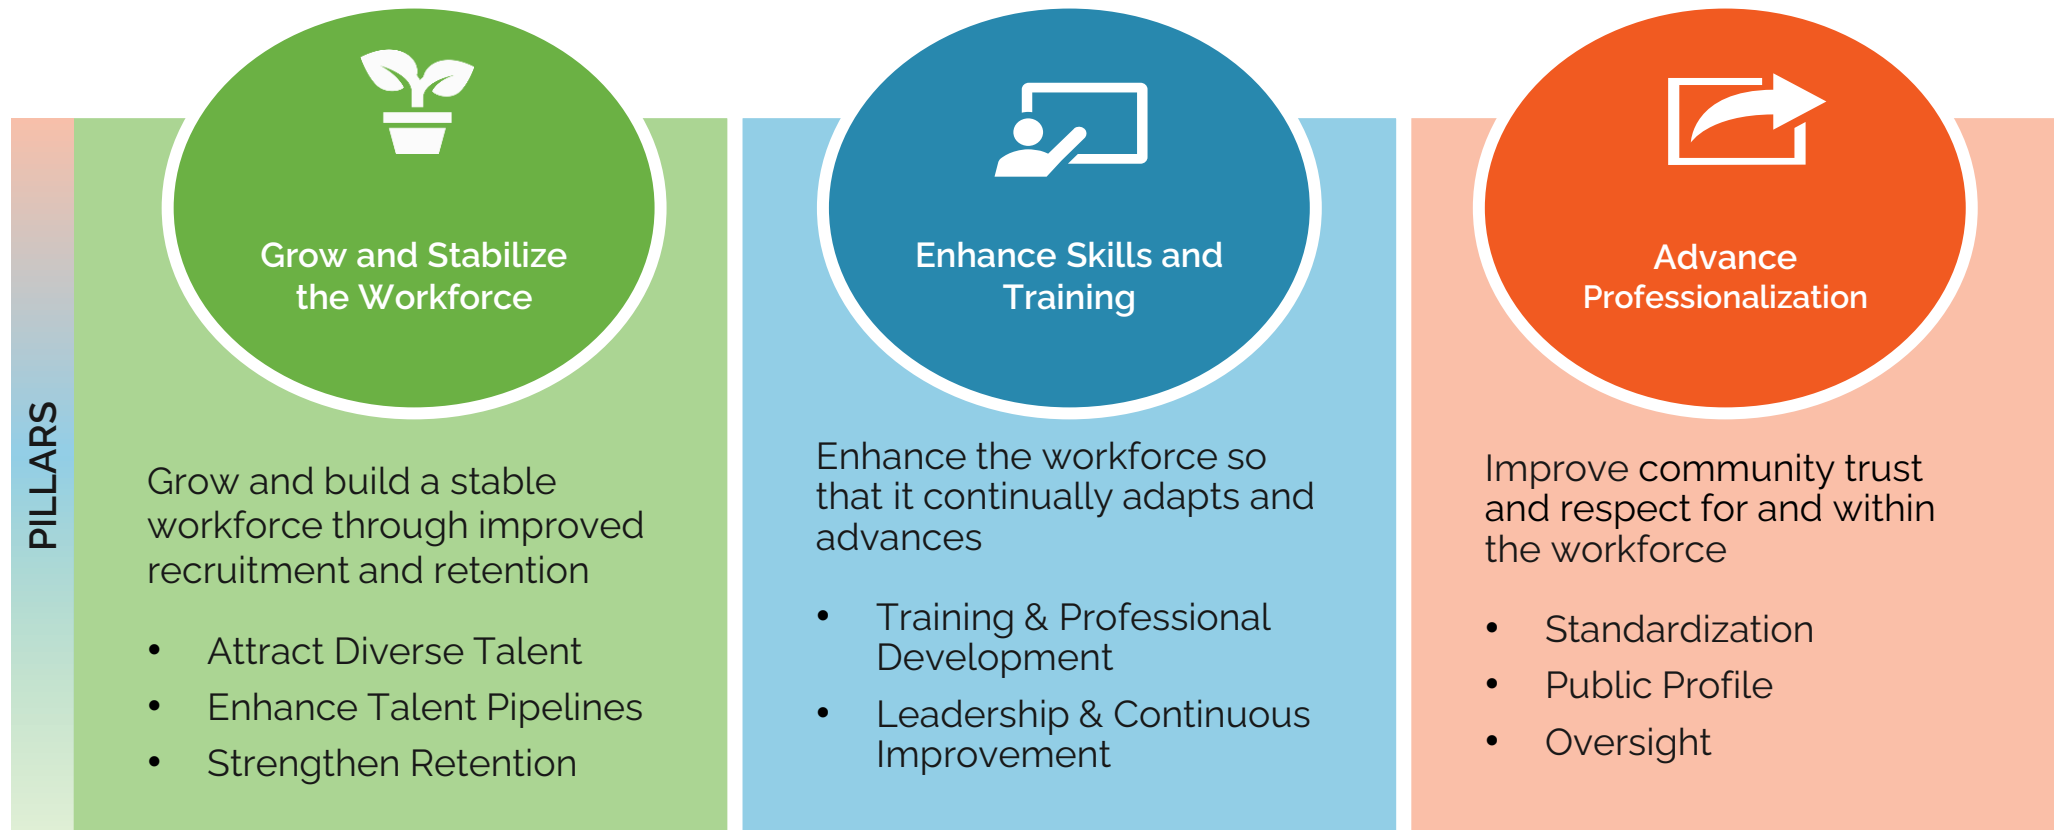 PILLARS
Grow and Stabilize
the Workforce
Grow and build a stable
workforce through improved
recruitment and retention
• Attract Diverse Talent
• Enhance Talent Pipelines
• Strengthen Retention
Enhance Skills and
Training
Enhance the workforce so
that it continually adapts and
advances
• Training & Professional
Development
• Leadership & Continuous
Improvement
Advance
Professionalization
Improve community trust
and respect for and within
the workforce
• Standardization
• Public Profile
• Oversight